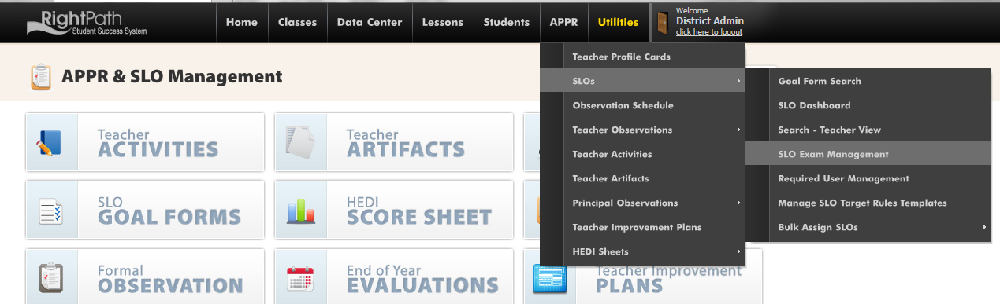 RightPath
Student Success System
Home
Classes
Data Center
Lessons
Students
APPR
Utilities
Welcome
District Admin
click here to logout
APPR & SLO Management
Teacher
ACTIVITIES
Teacher
ARTIFACTS
SLO
GOAL FORMS
HEDI
SCORE SHEET
Formal
OBSERVATION
End of Year
EVALUATIONS
Teacher Improvement
PLANS
Teacher Profile Cards
SLOs
Observation Schedule
Teacher Observations
Teacher Activities
Teacher Artifacts
Principal Observations
Teacher Improvement Plans
HEDI Sheets
Goal Form Search
SLO Dashboard
Search - Teacher View
SLO Exam Management
Required User Management
Manage SLO Target Rules Templates
Bulk Assign SLOs